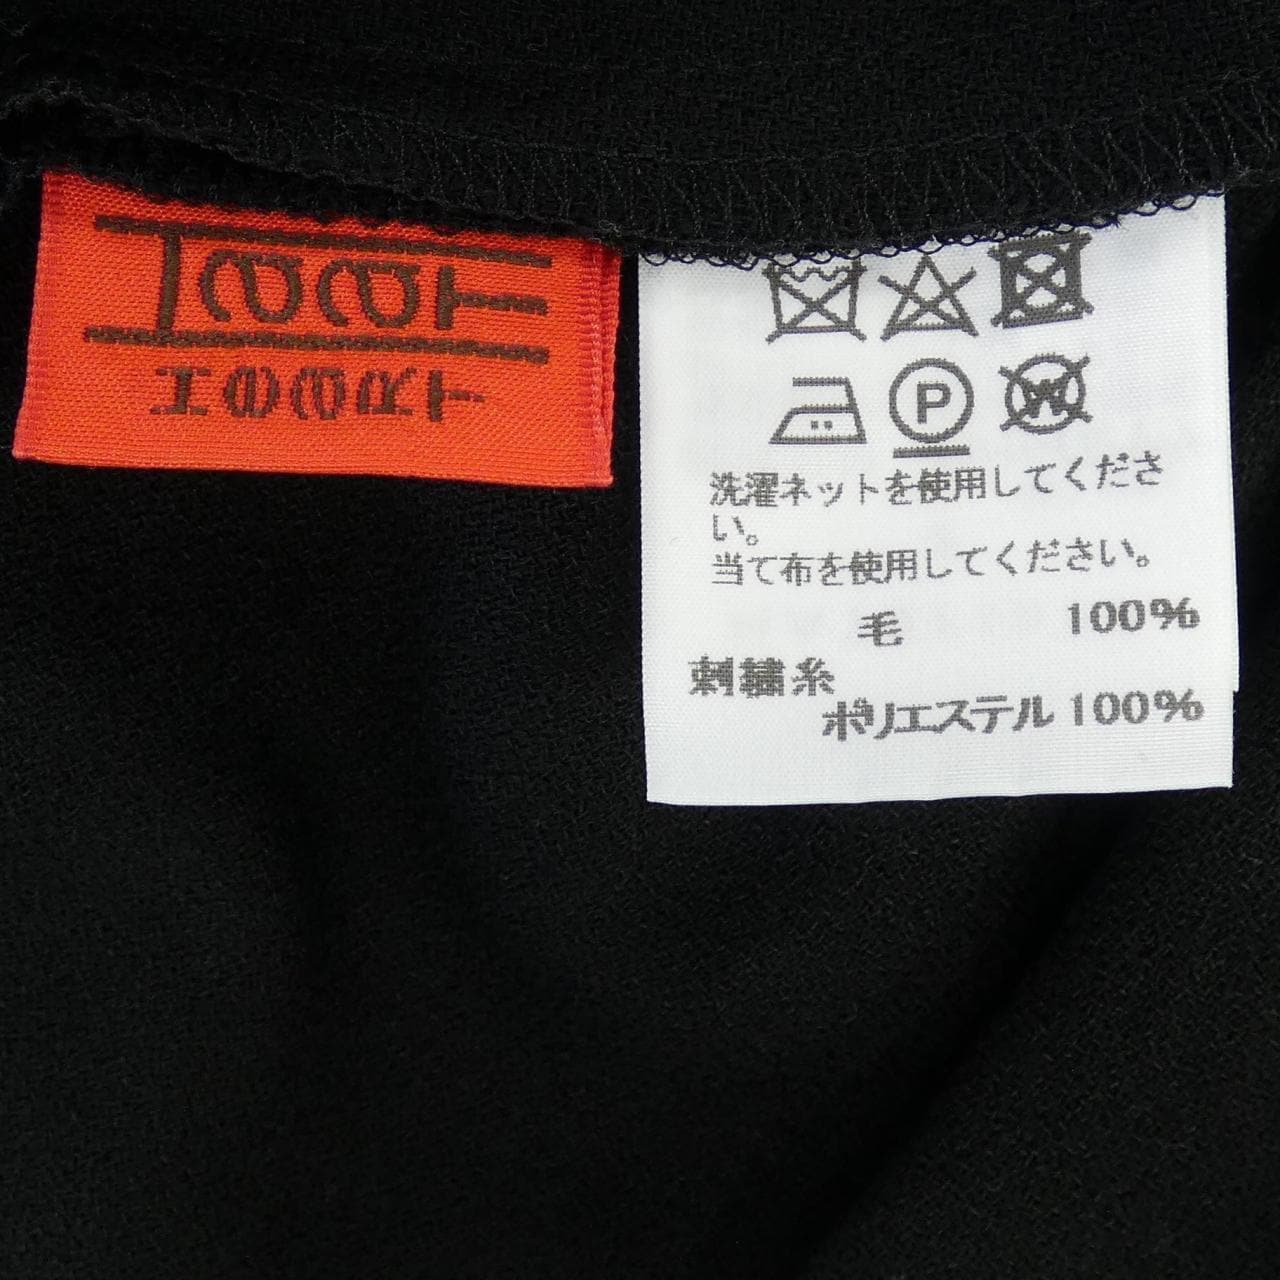 P
W
洗濯ネットを使用してくださ
い。
当て布を使用してください。
毛 100%
刺繍糸
ポリエステル 100%